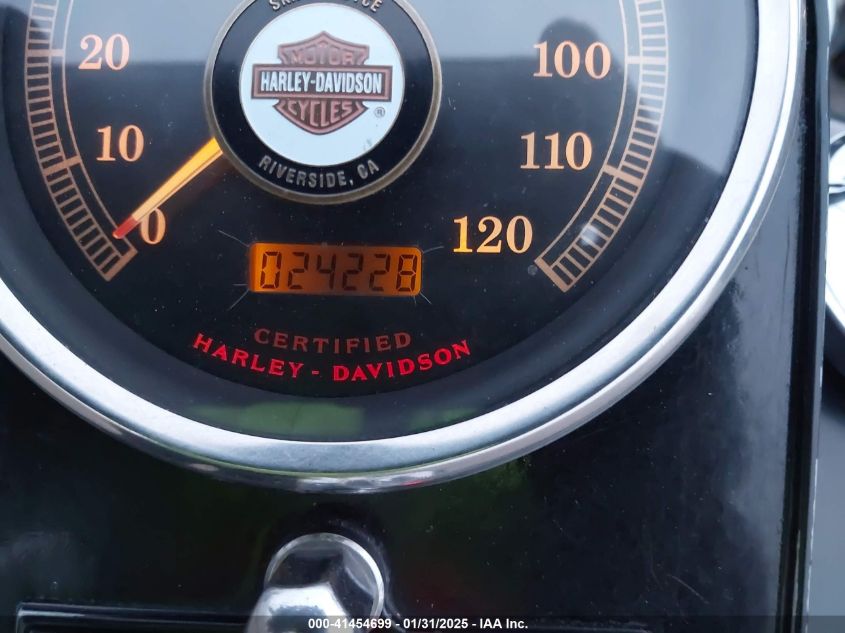 MOTOR
HARLEY-DAVIDSON
CYCLES
®
RIVERSIDE, CA
20
10
0
100
110
120
024228
CERTIFIED
HARLEY - DAVIDSON
000-41454699 - 01/31/2025 - IAA Inc.